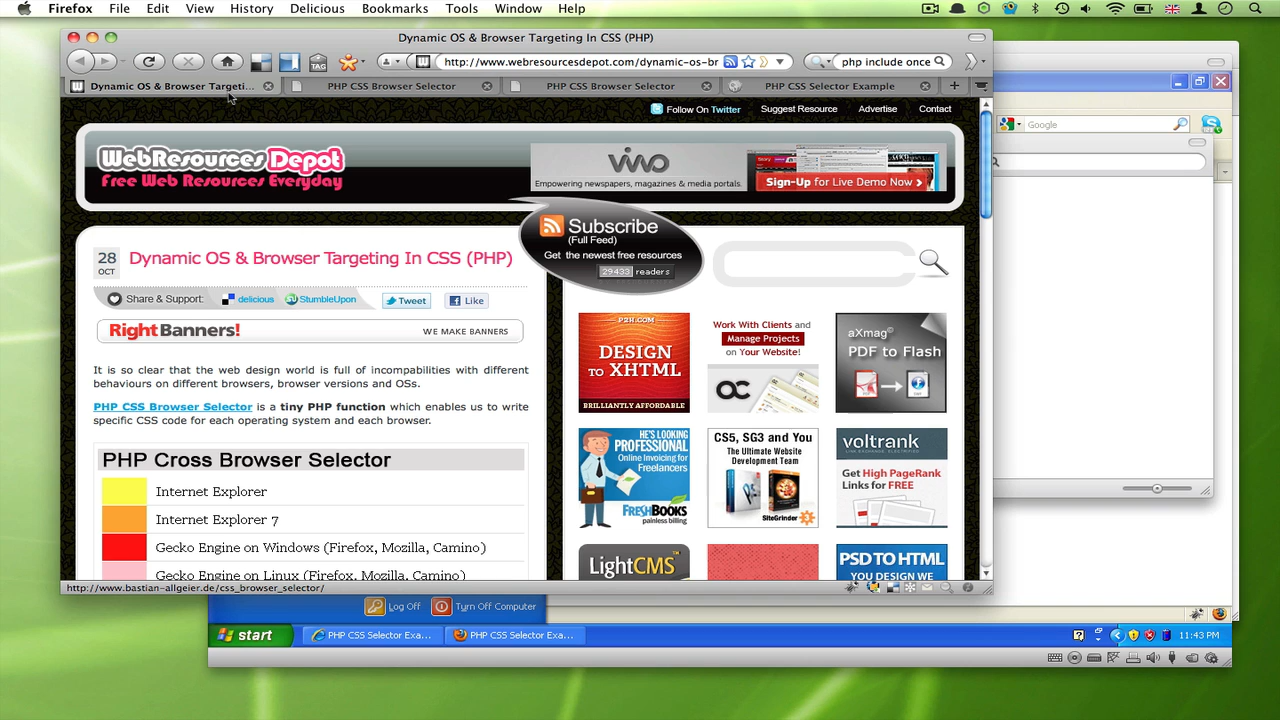 Firefox File Edit View History Delicious Bookmarks Tools Window Help
Dynamic OS & Browser Targeting In CSS (PHP)
TAG http://www.webresourcesdepot.com/dynamic-os-br php include once
Dynamic OS & Browser Targeti... PHP CSS Browser Selector PHP CSS Browser Selector PHP CSS Selector Example
Follow On Twitter Suggest Resource Advertise Contact
Google
WebResources Depot
Free Web Resources Everyday
vivvo
Empowering newspapers, magazines & media portals.
Sign-Up for Live Demo Now
Subscribe
(Full Feed)
Get the newest free resources
29433 readers
28
OCT
Dynamic OS & Browser Targeting In CSS (PHP)
Share & Support: delicious StumbleUpon Tweet Like
RightBanners! WE MAKE BANNERS
It is so clear that the web design world is full of incompabilities with different
behaviours on different browsers, browser versions and OSs.
PHP CSS Browser Selector is a tiny PHP function which enables us to write
specific CSS code for each operating system and each browser.
PHP Cross Browser Selector
Internet Explorer
Internet Explorer 7
Gecko Engine on Windows (Firefox, Mozilla, Camino)
Gecko Engine on Linux (Firefox, Mozilla, Camino)
P2H.COM
DESIGN
TO XHTML
BRILLIANTLY AFFORDABLE
Work With Clients and
Manage Projects
on Your Website!
aXmag
PDF to Flash
HE'S LOOKING
PROFESSIONAL
Online Invoicing for
Freelancers
FRESHBOOKS
painless billing
CS5, SG3 and You
The Ultimate Website
Development Team
SiteGrinder 3
voltrank
Get High PageRank
Links for FREE
LightCMS™
PSD TO HTML
YOU DESIGN WE
http://www.bastian-allgeier.de/css_browser_selector/
Log Off Turn Off Computer
start PHP CSS Selector Exa... PHP CSS Selector Exa... 11:43 PM